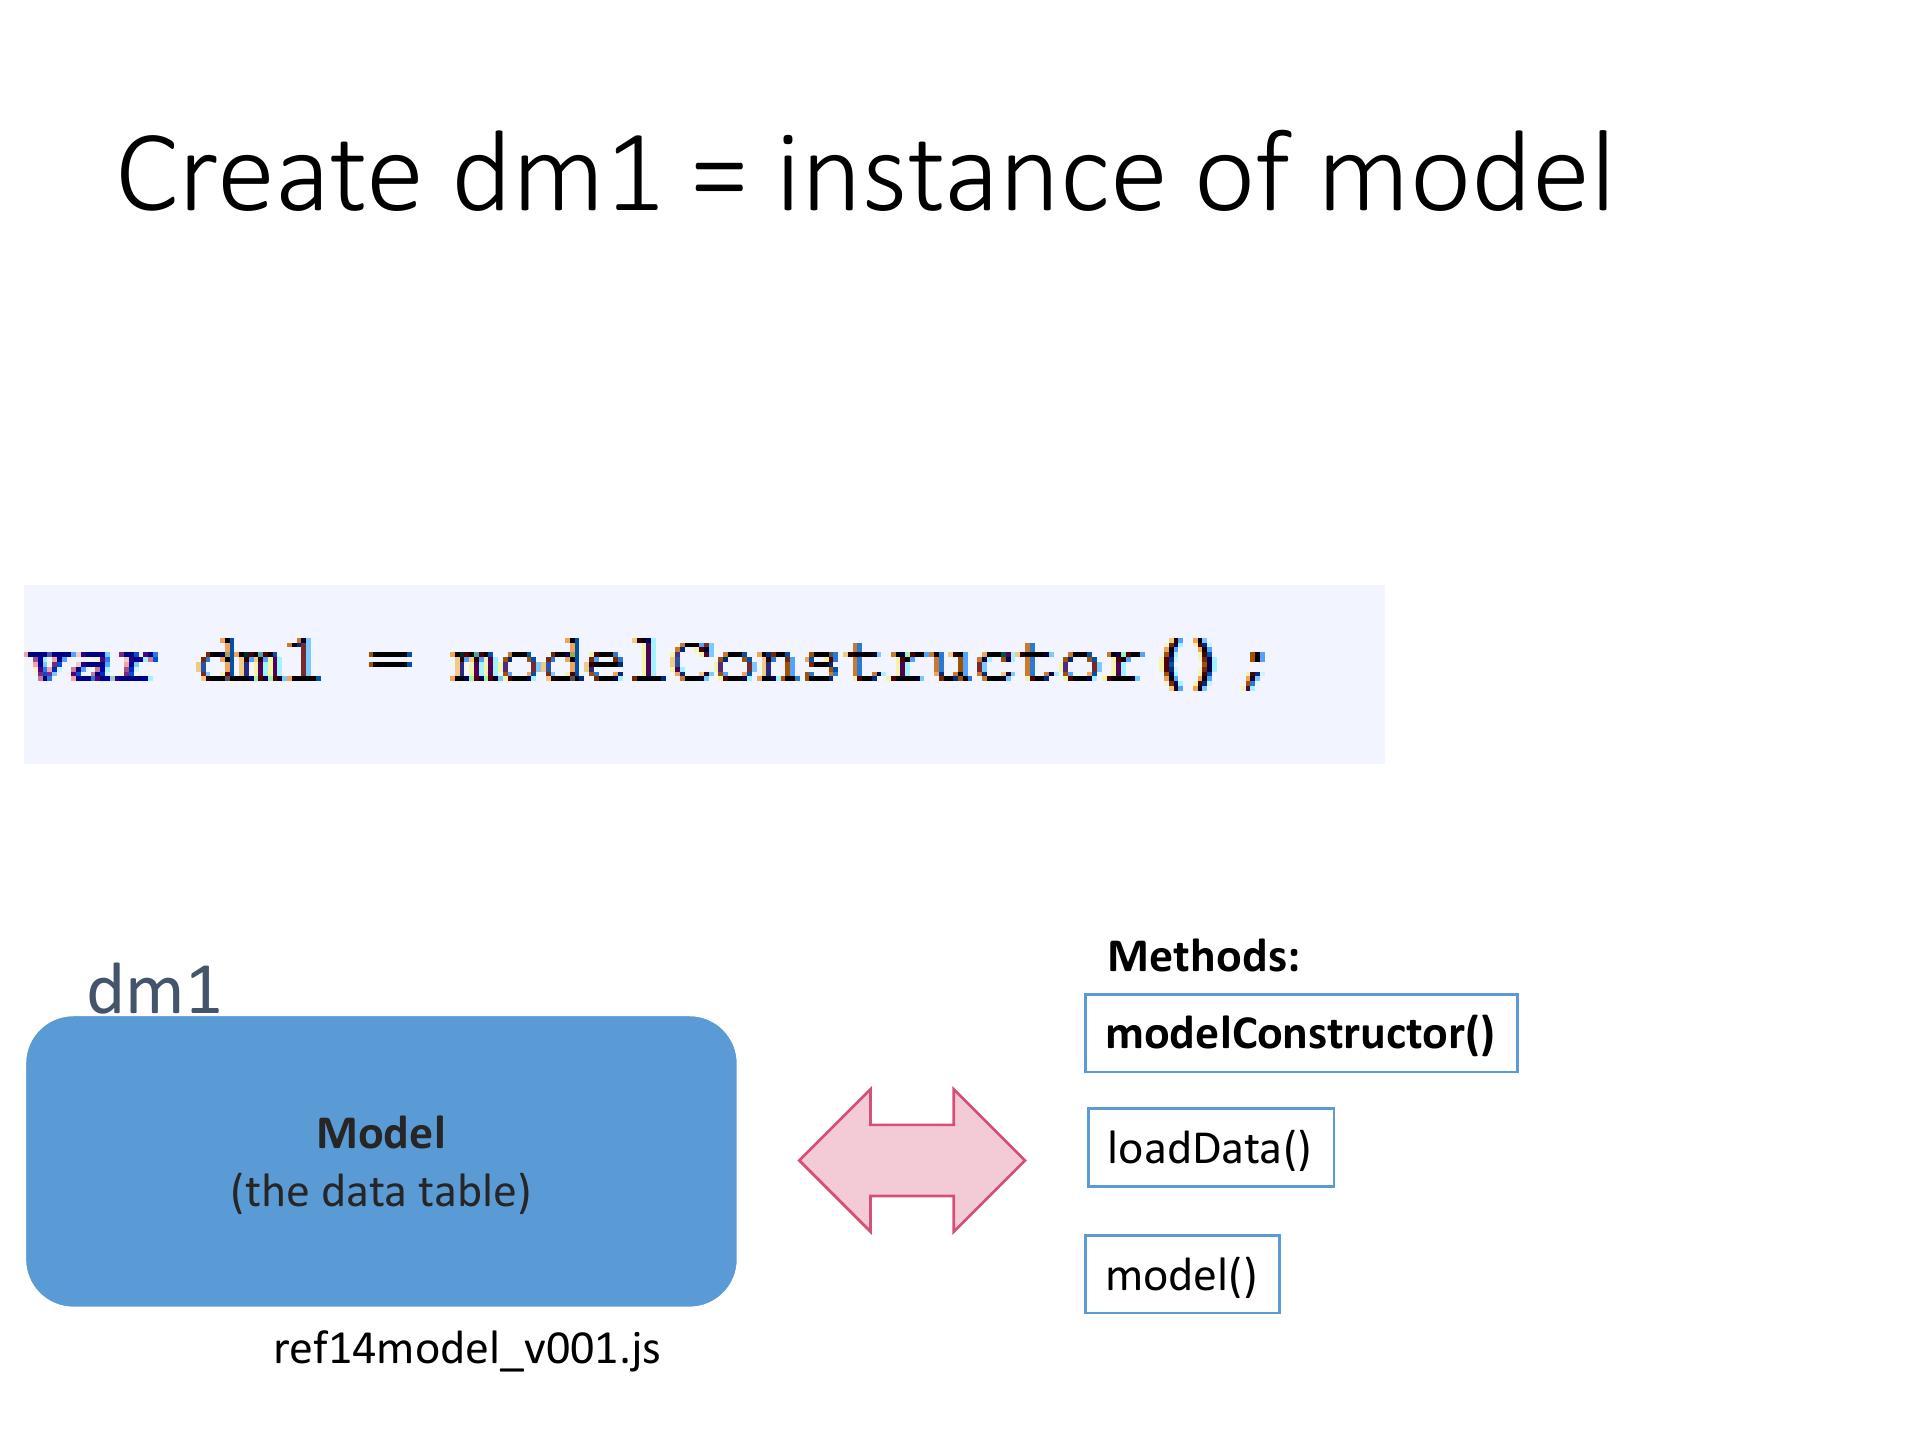 Create dm1 = instance of model
var dm1 = modelConstructor();
dm1
Model
(the data table)
ref14model_v001.js
Methods:
modelConstructor()
loadData()
model()